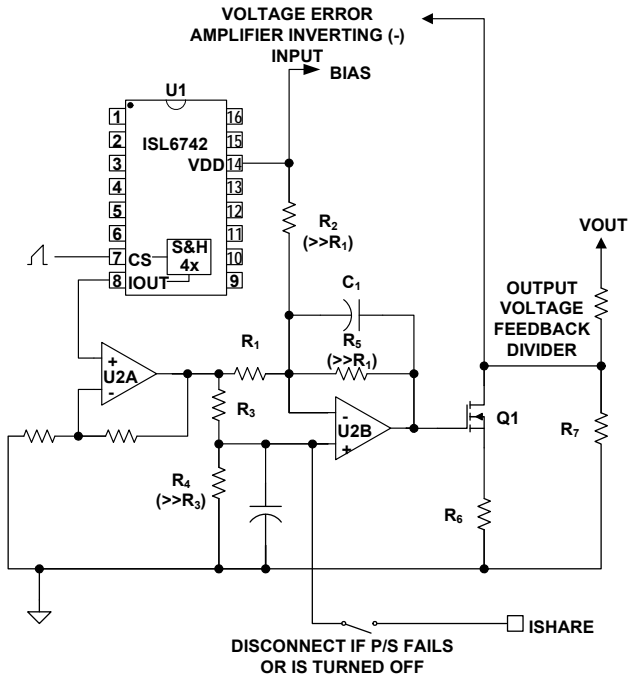 VOLTAGE ERROR
AMPLIFIER INVERTING (-)
INPUT
BIAS
U1
1
16
2
15
ISL6742
3
VDD
14
4
13
5
12
6
11
7
CS
S&H
4x
10
8
IOUT
9
R2
(>>R1)
C1
VOUT
OUTPUT
VOLTAGE
FEEDBACK
DIVIDER
R1
R5
(>>R1)
+
U2A
-
R3
-
U2B
+
Q1
R7
R4
(>>R3)
R6
ISHARE
DISCONNECT IF P/S FAILS
OR IS TURNED OFF